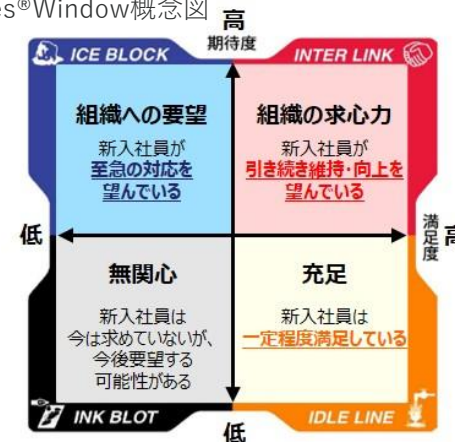 es®Window概念図
高
期待度
ICE BLOCK
INTER LINK
組織への要望
新入社員が
至急の対応を
望んでいる
組織の求心力
新入社員が
引き続き維持・向上を
望んでいる
低
満足度
高
無関心
新入社員は
今は求めていないが、
今後要望する
可能性がある
充足
新入社員は
一定程度満足している
INK BLOT
IDLE LINE
低